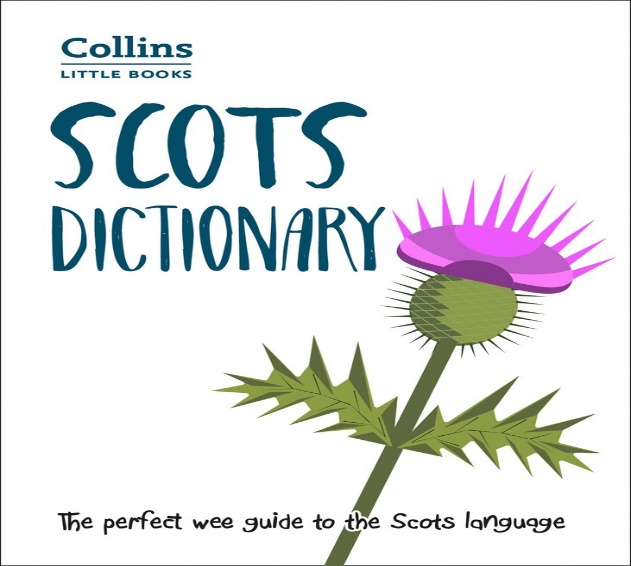 Collins
LITTLE BOOKS
SCOTS
DICTIONARY
The perfect wee guide to the Scots language